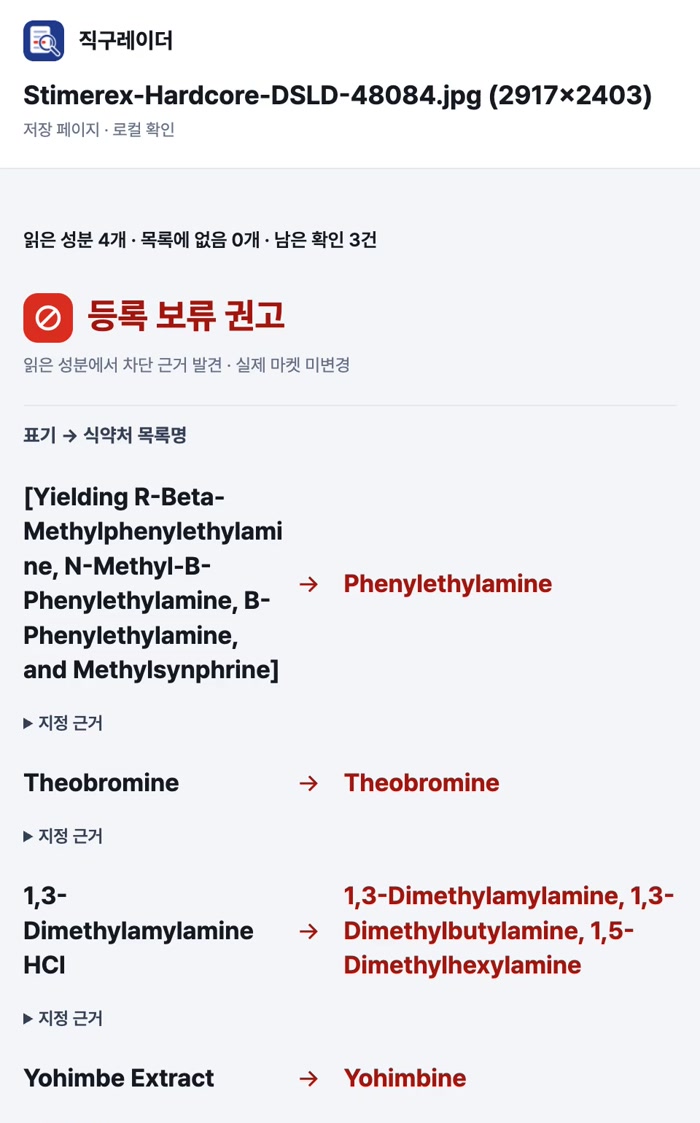 직구레이더
Stimerex-Hardcore-DSLD-48084.jpg (2917×2403)
저장 페이지 · 로컬 확인
읽은 성분 4개 · 목록에 없음 0개 · 남은 확인 3건
등록 보류 권고
읽은 성분에서 차단 근거 발견 · 실제 마켓 미변경
표기 → 식약처 목록명
[Yielding R-Beta-
Methylphenylethylami
ne, N-Methyl-B-
Phenylethylamine, B-
Phenylethylamine,
and Methylsynphrine]
→ Phenylethylamine
▶ 지정 근거
Theobromine → Theobromine
▶ 지정 근거
1,3-
Dimethylamylamine
HCl
→
1,3-Dimethylamylamine, 1,3-
Dimethylbutylamine, 1,5-
Dimethylhexylamine
▶ 지정 근거
Yohimbe Extract → Yohimbine